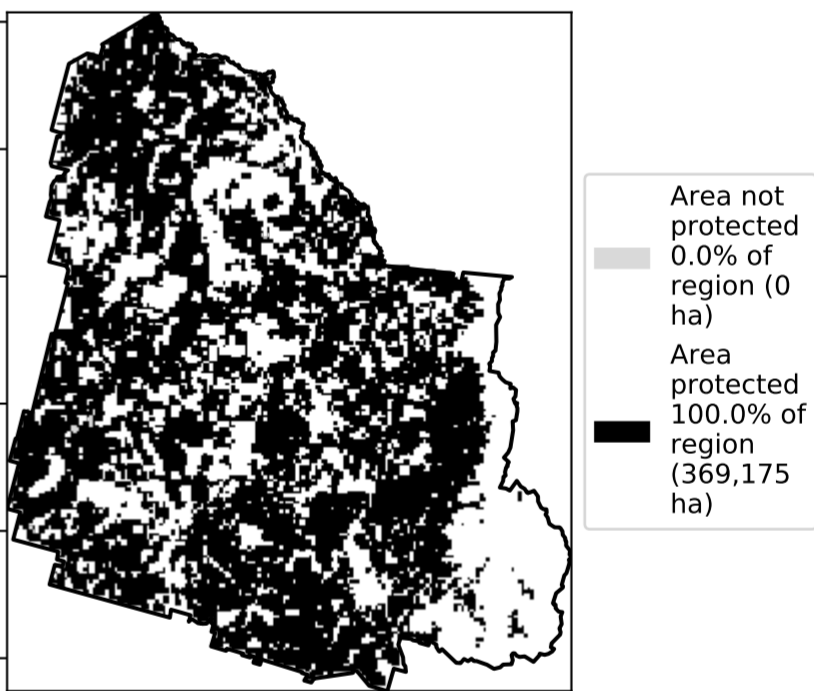 Area not
protected
0.0% of
region (0
ha)
Area
protected
100.0% of
region
(369,175
ha)